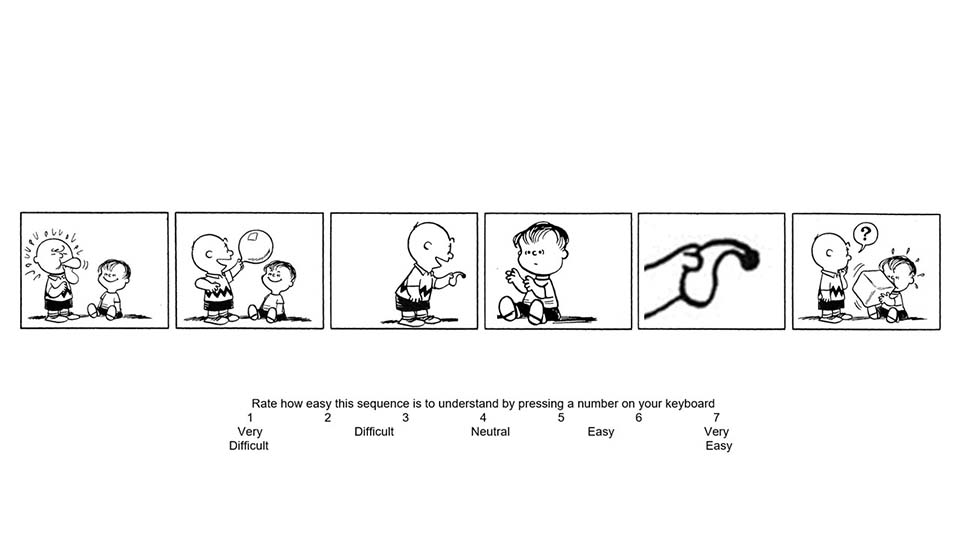 ?
Rate how easy this sequence is to understand by pressing a number on your keyboard
1 2 3 4 5 6 7
Very Difficult Neutral Easy Very
Difficult Easy